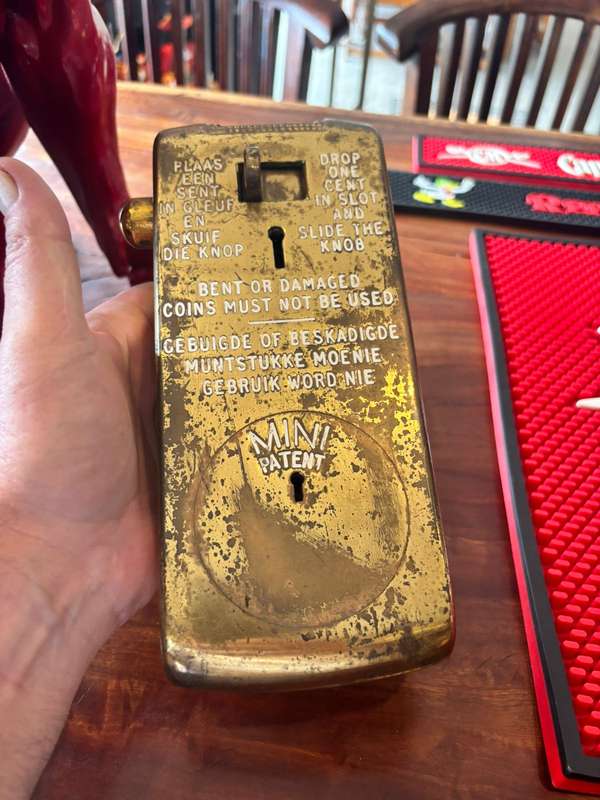 PLAAS
EEN
SENT
IN GLEUF
EN
SKUIF
DIE KNOP
DROP
ONE
CENT
IN SLOT
AND
SLIDE THE
KNOB
BENT OR DAMAGED
COINS MUST NOT BE USED
GEBUIGDE OF BESKADIGDE
MUNTSTUKKE MOENIE
GEBRUIK WORD NIE
MINI
PATENT